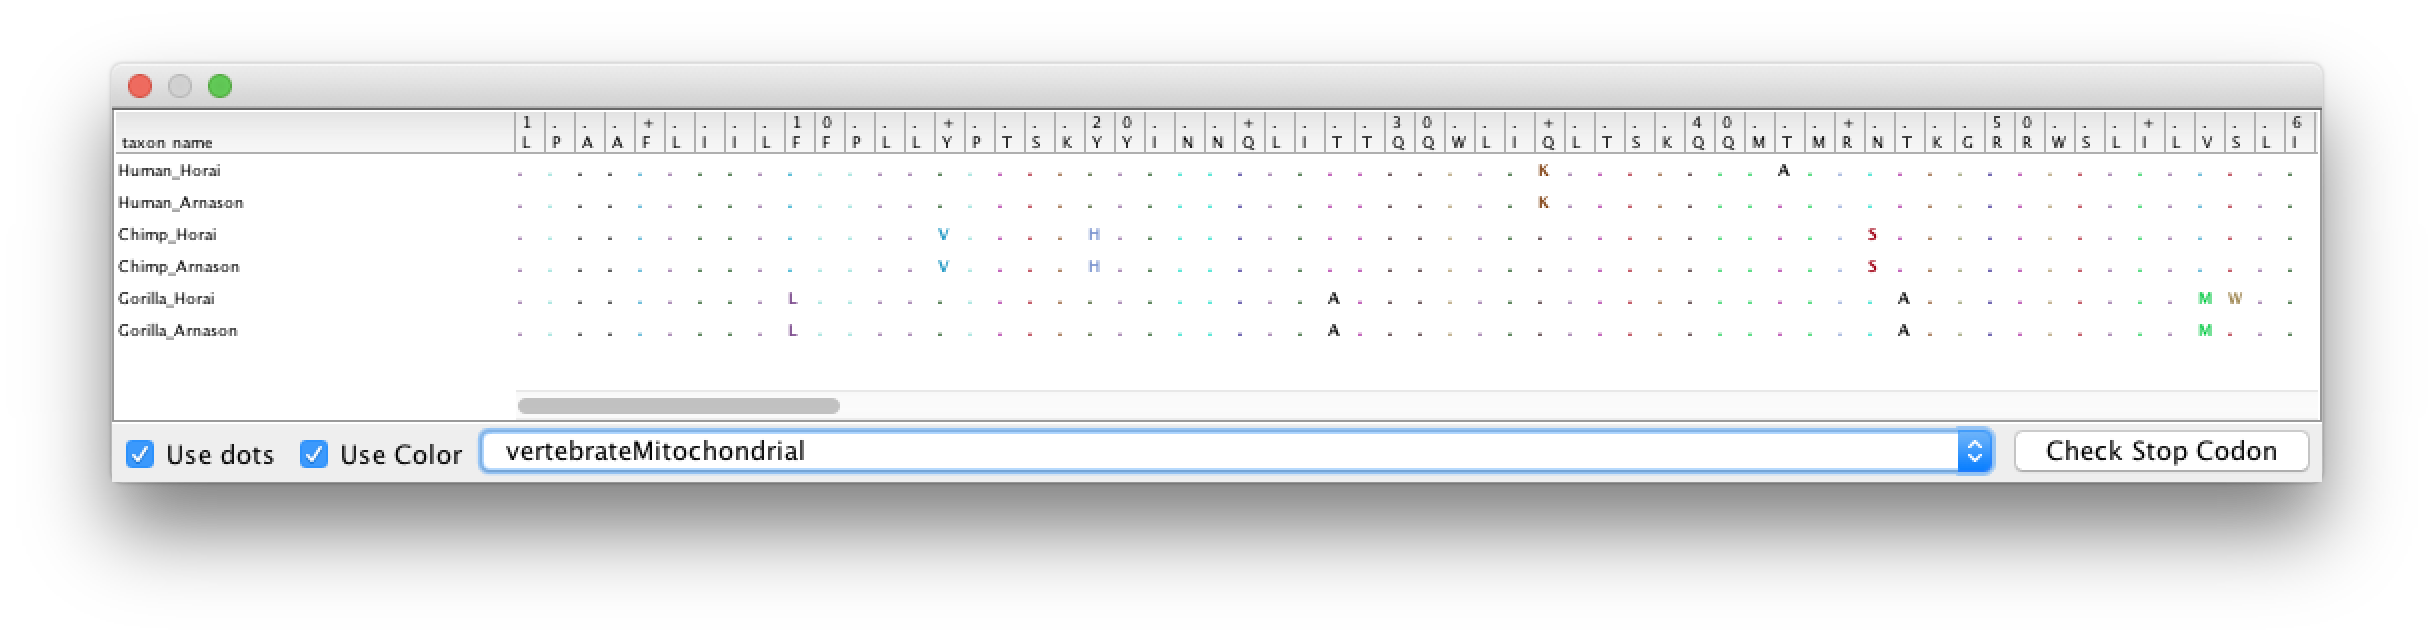 1 . . . + . . . . 1 0 . . . + . . . . 2 0 . . . + . . . . 3 0 . . . + . . . . 4 0 . . . + . . . . 5 0 . . . + . . . . 6
taxon name L P A A F L I I L F F P L L Y P T S K Y Y I N N Q L I T T Q Q W L I Q L T S K Q Q M T M R N T K G R R W S L I L V S L I
Human_Horai . . . . . . . . . . . . . . . . . . . . . . . . . . . . . . . . . . K . . . . . . . A . . . . . . . . . . . . . . . . .
Human_Arnason . . . . . . . . . . . . . . . . . . . . . . . . . . . . . . . . . . K . . . . . . . . . . . . . . . . . . . . . . . . .
Chimp_Horai . . . . . . . . . . . . . . V . . . . H . . . . . . . . . . . . . . . . . . . . . . . . . S . . . . . . . . . . . . . .
Chimp_Arnason . . . . . . . . . . . . . . V . . . . H . . . . . . . . . . . . . . . . . . . . . . . . . S . . . . . . . . . . . . . .
Gorilla_Horai . . . . . . . . . L . . . . . . . . . . . . . . . . . A . . . . . . . . . . . . . . . . . . A . . . . . . . . . M W . .
Gorilla_Arnason . . . . . . . . . L . . . . . . . . . . . . . . . . . A . . . . . . . . . . . . . . . . . . A . . . . . . . . . M . . .
Use dots Use Color vertebrateMitochondrial Check Stop Codon